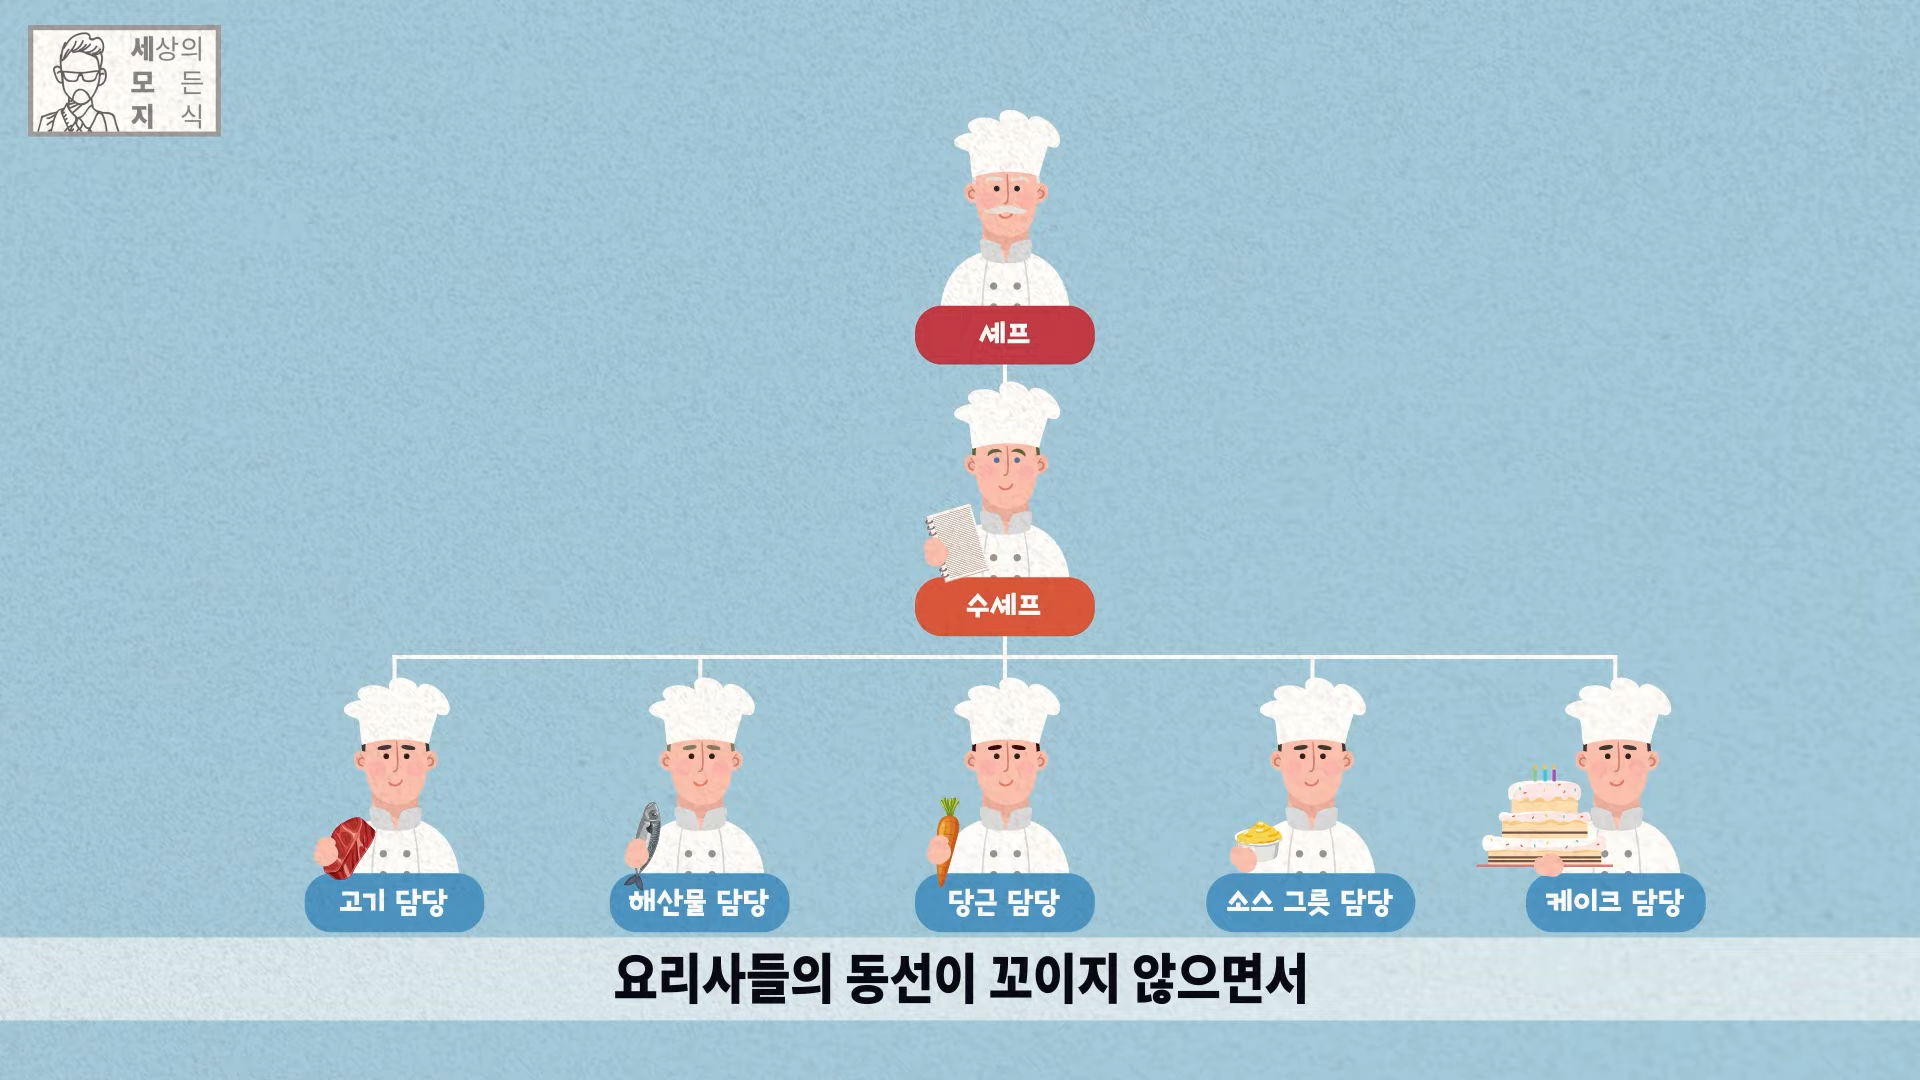 세상의
모든
지식
셰프
수셰프
고기 담당
해산물 담당
당근 담당
소스 그릇 담당
케이크 담당
요리사들의 동선이 꼬이지 않으면서